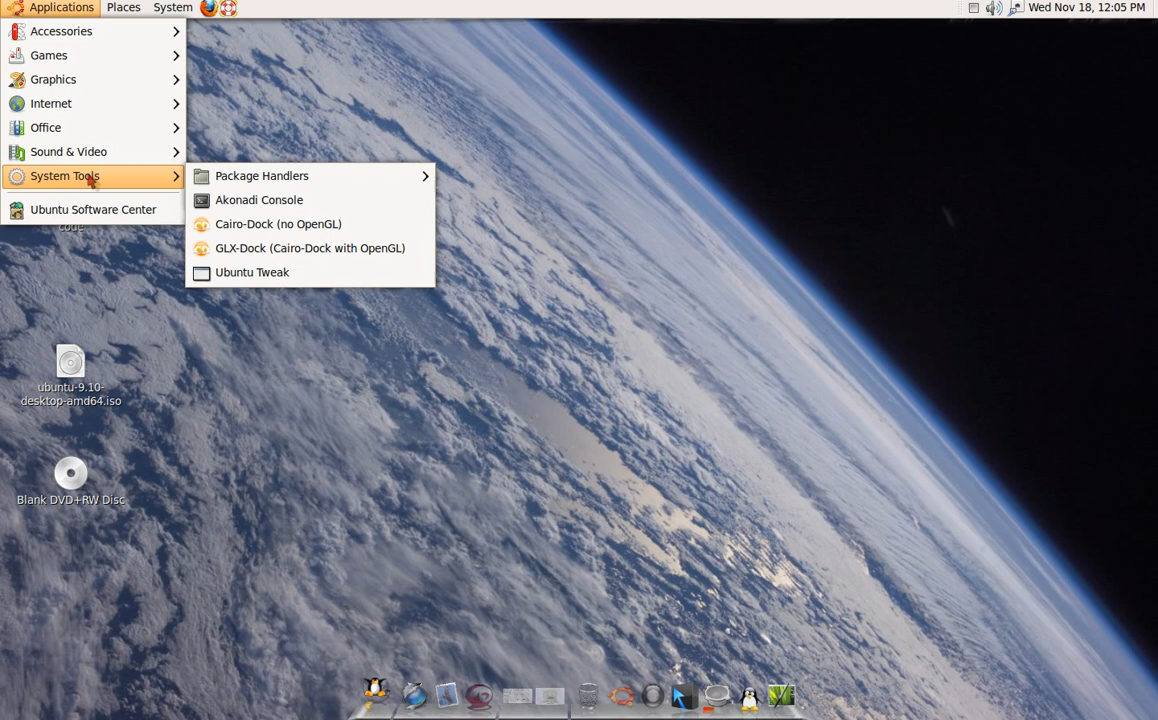 Applications Places System Wed Nov 18, 12:05 PM
Accessories
Games
Graphics
Internet
Office
Sound & Video
System Tools
Ubuntu Software Center
Package Handlers
Akonadi Console
Cairo-Dock (no OpenGL)
GLX-Dock (Cairo-Dock with OpenGL)
Ubuntu Tweak
code
ubuntu-9.10-
desktop-amd64.iso
Blank DVD+RW Disc